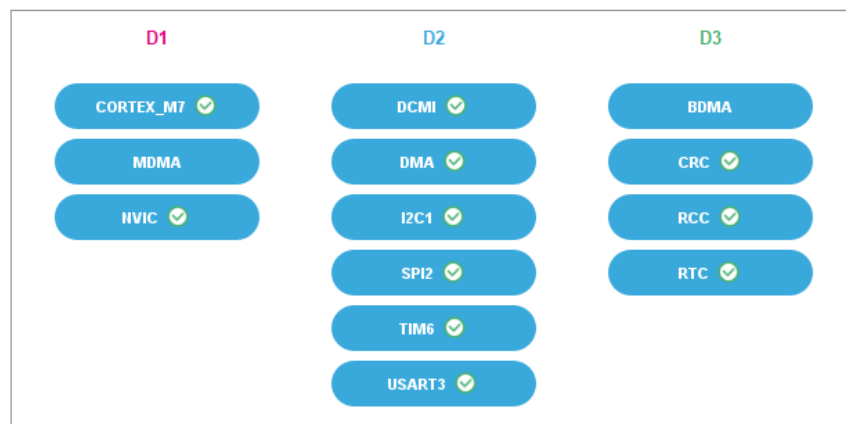 D1
CORTEX_M7
MDMA
NVIC
D2
DCMI
DMA
I2C1
SPI2
TIM6
USART3
D3
BDMA
CRC
RCC
RTC